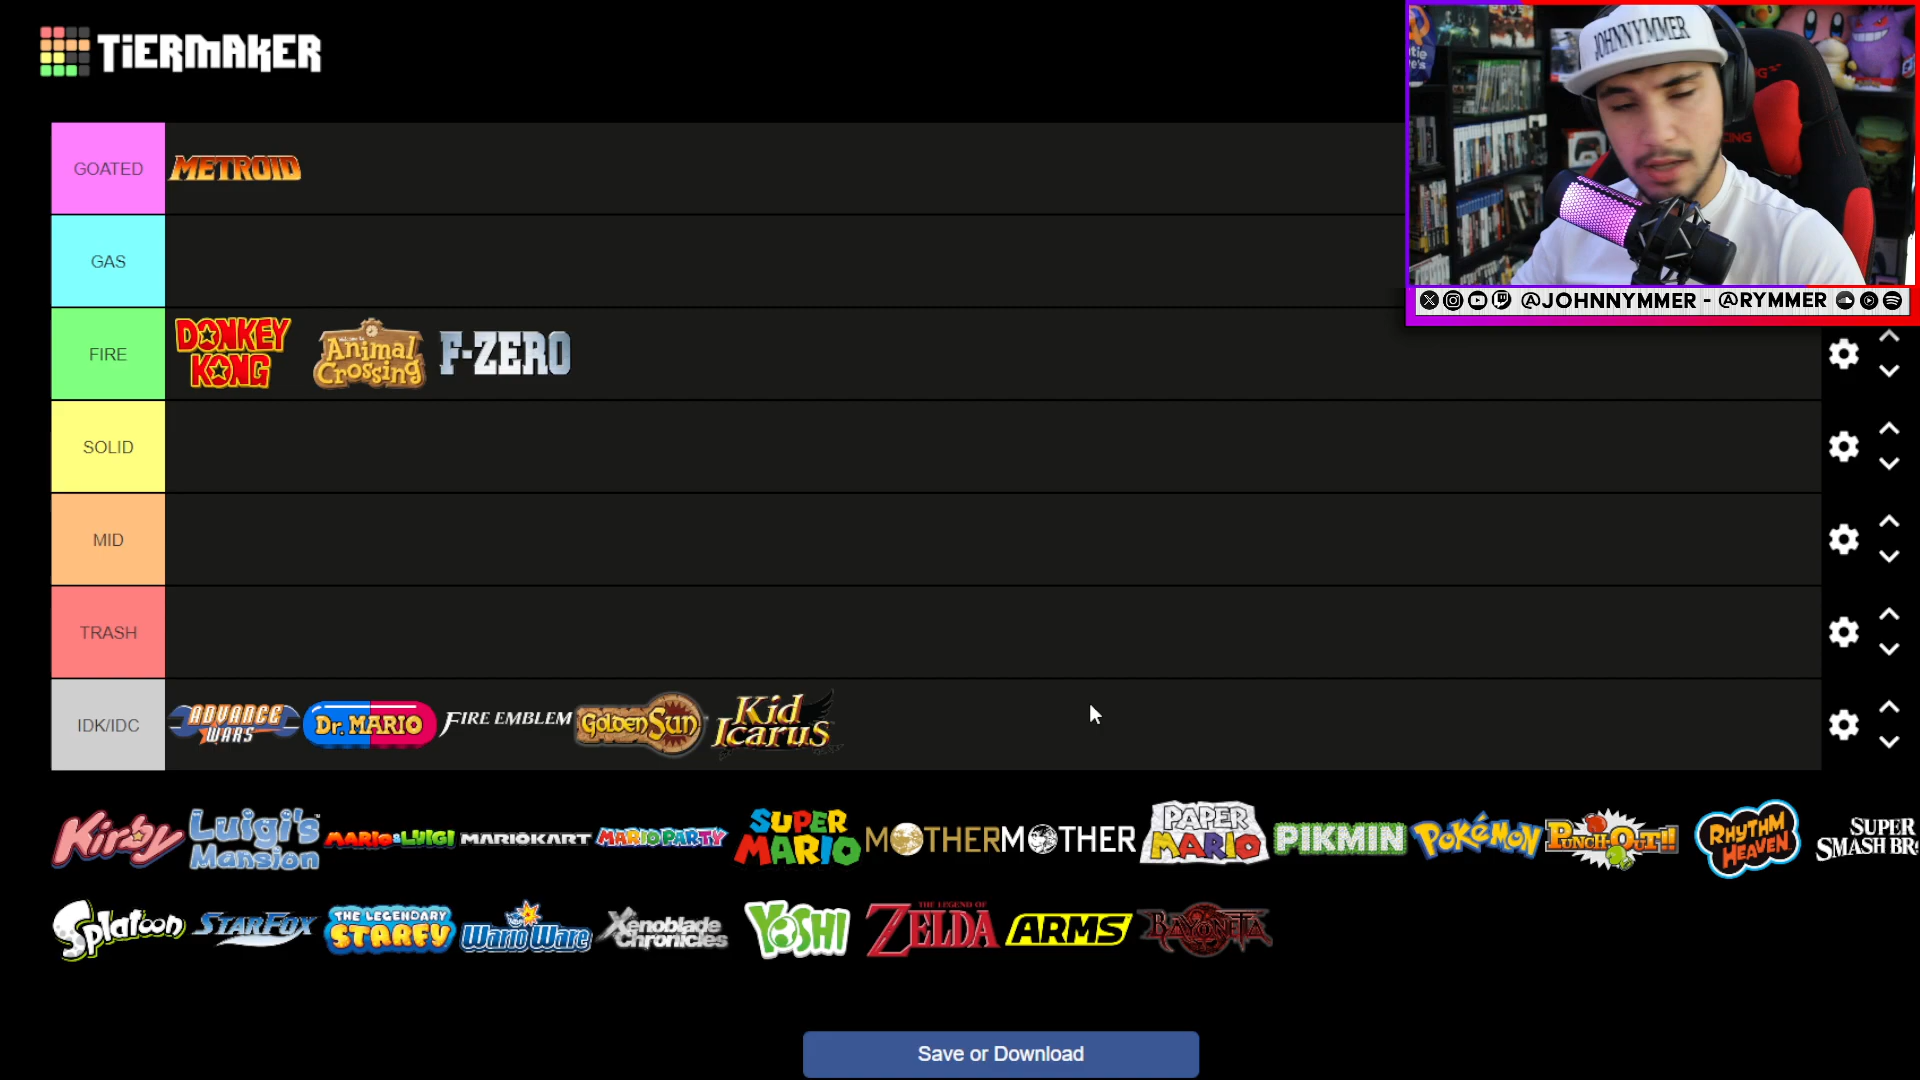 TiERMAKER
JOHNNYMMER
@JOHNNYMMER - @RYMMER
GOATED
METROID
GAS
FIRE
DONKEY
KONG
Animal
Crossing
F-ZERO
SOLID
MID
TRASH
IDK/IDC
ADVANCE
WARS
Dr. MARIO
FIRE EMBLEM
Golden Sun
Kid
Icarus
Kirby
Luigi's
Mansion
MARIO & LUIGI
MARIOKART
MARIO PARTY
SUPER
MARIO
MOTHER
MOTHER
PAPER
MARIO
PIKMIN
POKéMON
PUNCH-OUT!!
RHYTHM
HEAVEN
SUPER
SMASH BR
Splatoon
STARFOX
THE LEGENDARY
STARFY
WarioWare
Xenoblade
Chronicles
YOSHI
THE LEGEND OF
ZELDA
ARMS
BAYONETTA
Save or Download